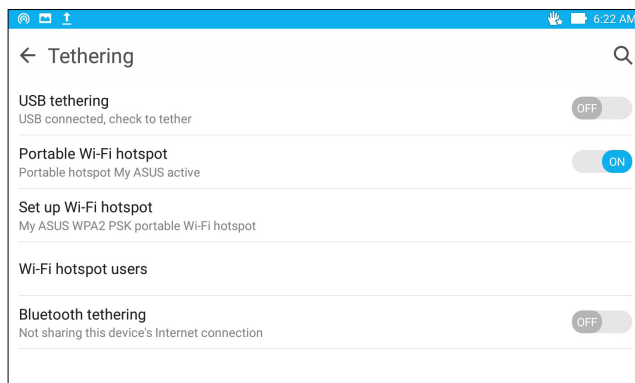 6:22 AM
Tethering
USB tethering
USB connected, check to tether
OFF
Portable Wi-Fi hotspot
Portable hotspot My ASUS active
ON
Set up Wi-Fi hotspot
My ASUS WPA2 PSK portable Wi-Fi hotspot
Wi-Fi hotspot users
Bluetooth tethering
Not sharing this device's Internet connection
OFF